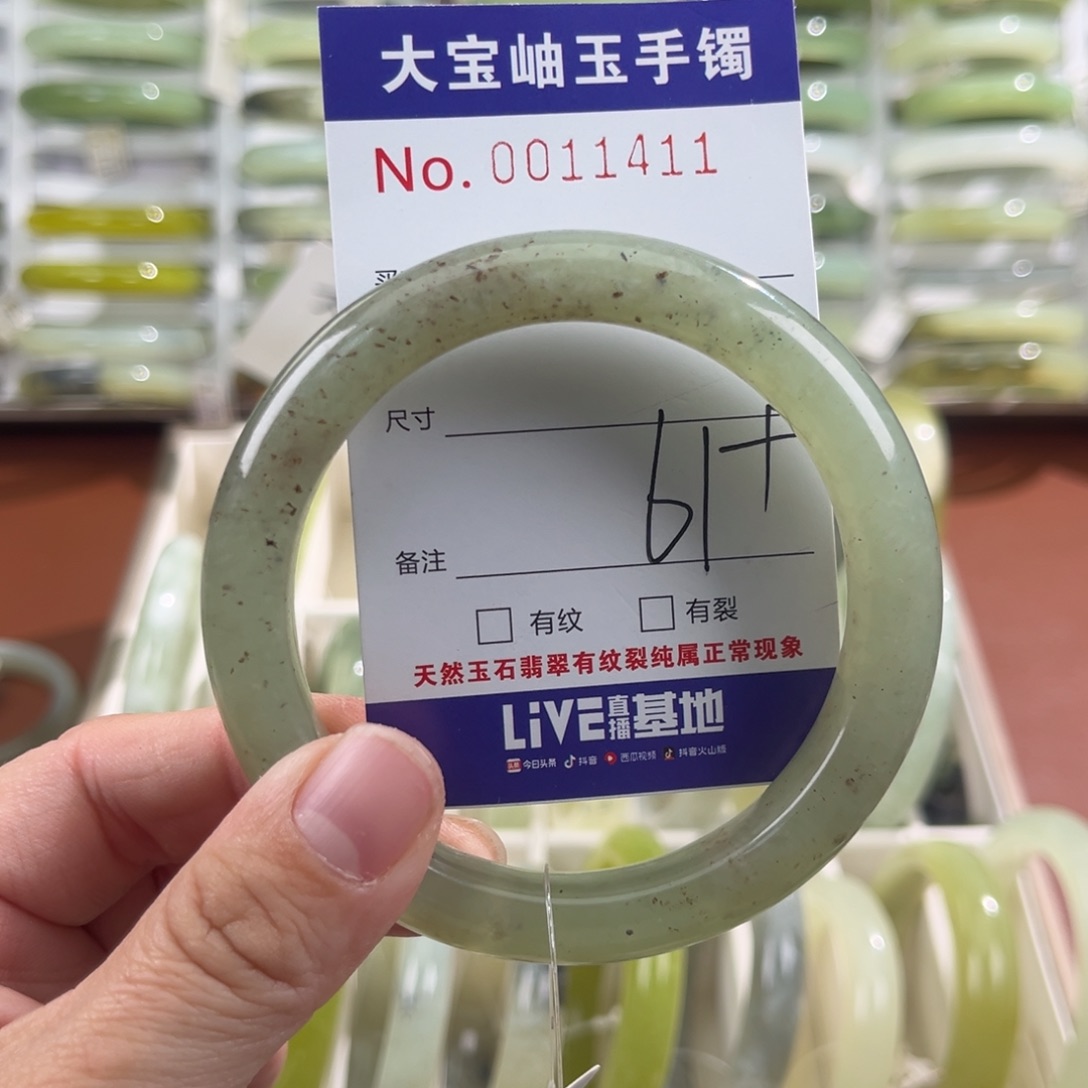 大宝岫玉手镯
No. 0011411
尺寸
61+
备注
有纹 有裂
天然玉石翡翠有纹裂纯属正常现象
LiVE直播基地
头条 今日头条 抖音 西瓜视频 抖音火山版